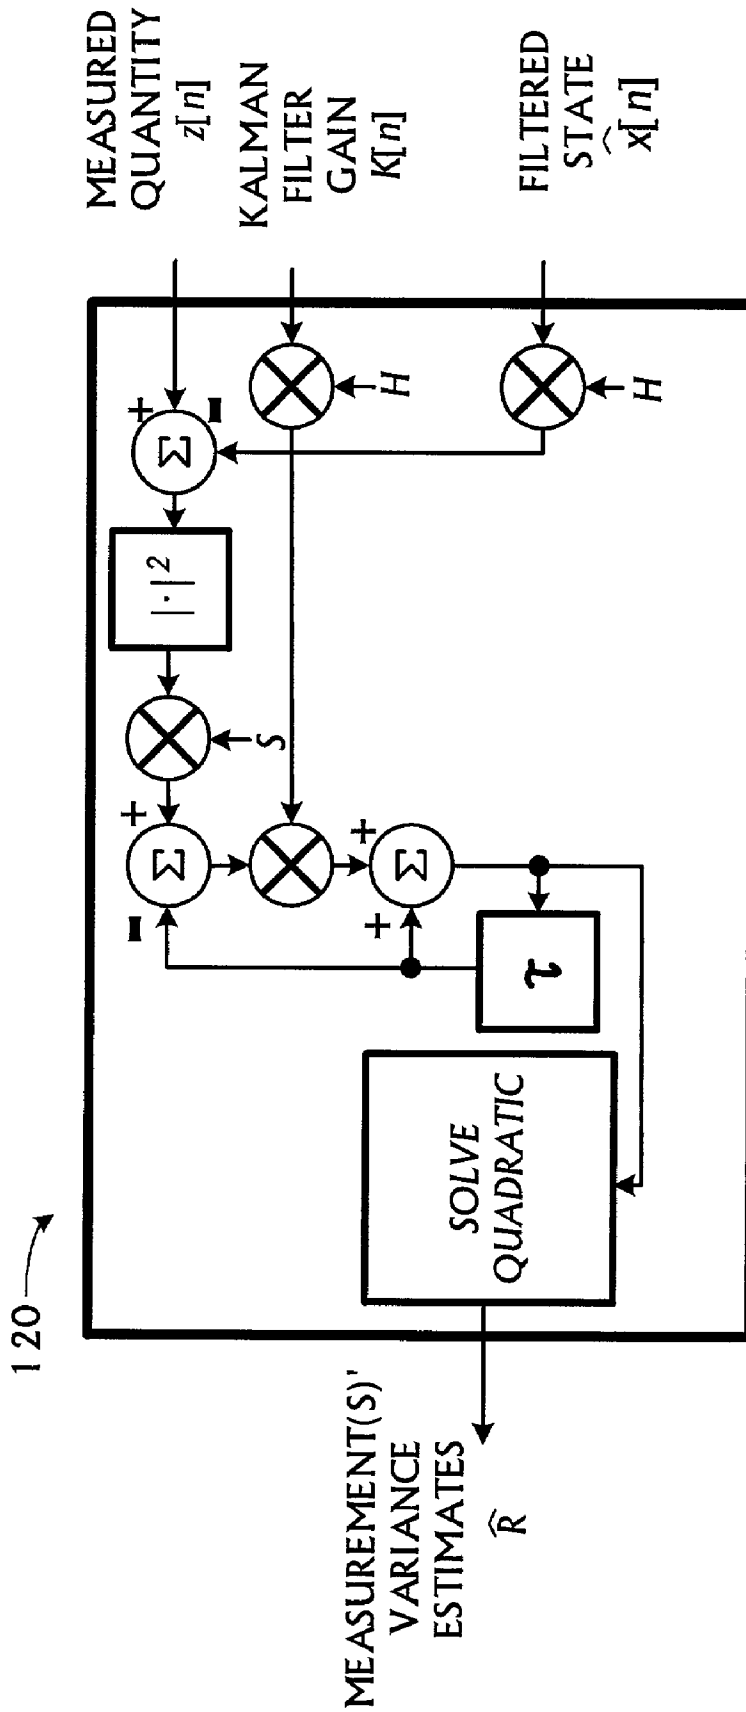 120
MEASURED
QUANTITY
z[n]
KALMAN
FILTER
GAIN
K[n]
FILTERED
STATE
x̂[n]
+
−
Σ
H
H
|·|²
S
+
−
Σ
+
+
Σ
τ
SOLVE
QUADRATIC
MEASUREMENT(S)'
VARIANCE
ESTIMATES
R̂